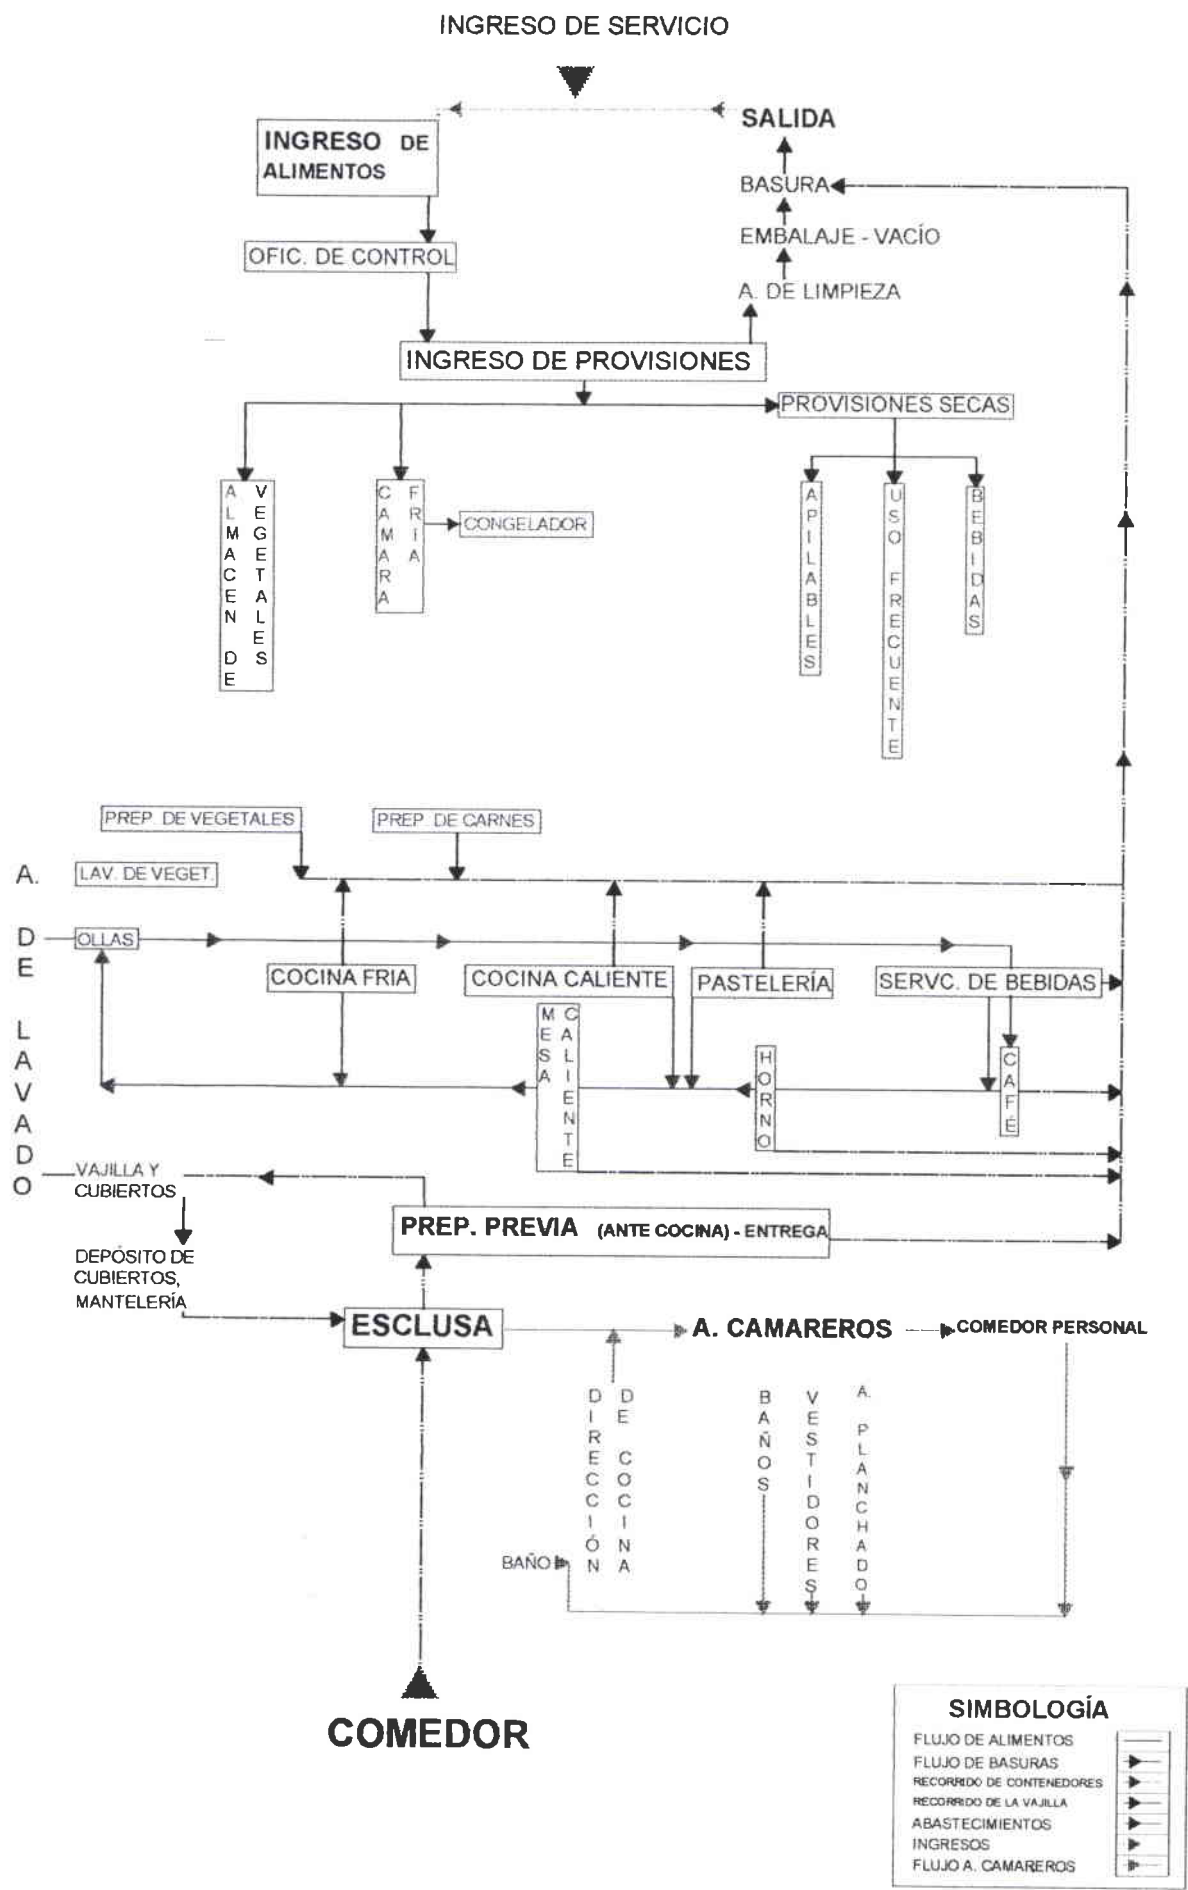 INGRESO DE SERVICIO
SALIDA
INGRESO DE
ALIMENTOS
BASURA
EMBALAJE - VACÍO
OFIC. DE CONTROL
A. DE LIMPIEZA
INGRESO DE PROVISIONES
PROVISIONES SECAS
ALMACEN DE
VEGETALES
CAMARA
FRÍA
CONGELADOR
APILABLES
USO FRECUENTE
BEBIDAS
PREP. DE VEGETALES
PREP. DE CARNES
A. DE LAVADO
LAV. DE VEGET.
OLLAS
COCINA FRIA
COCINA CALIENTE
PASTELERÍA
SERVC. DE BEBIDAS
MESA
CALIENTE
HORNO
CAFÉ
VAJILLA Y
CUBIERTOS
PREP. PREVIA (ANTE COCINA) - ENTREGA
DEPÓSITO DE
CUBIERTOS,
MANTELERÍA
ESCLUSA
A. CAMAREROS
COMEDOR PERSONAL
DIRECCIÓN
DE COCINA
BAÑOS
VESTIDORES
A. PLANCHADO
BAÑO
COMEDOR
SIMBOLOGÍA
FLUJO DE ALIMENTOS
FLUJO DE BASURAS
RECORRIDO DE CONTENEDORES
RECORRIDO DE LA VAJILLA
ABASTECIMIENTOS
INGRESOS
FLUJO A. CAMAREROS